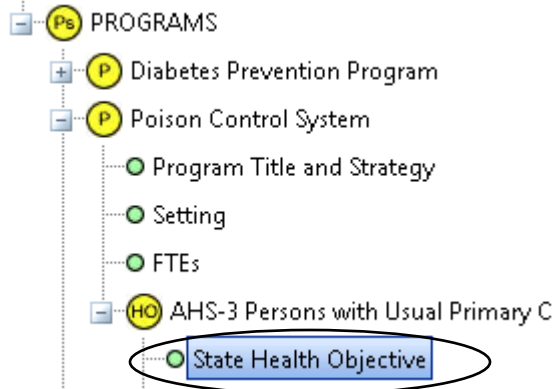 Ps PROGRAMS
P Diabetes Prevention Program
P Poison Control System
Program Title and Strategy
Setting
FTEs
HO AHS-3 Persons with Usual Primary C
State Health Objective